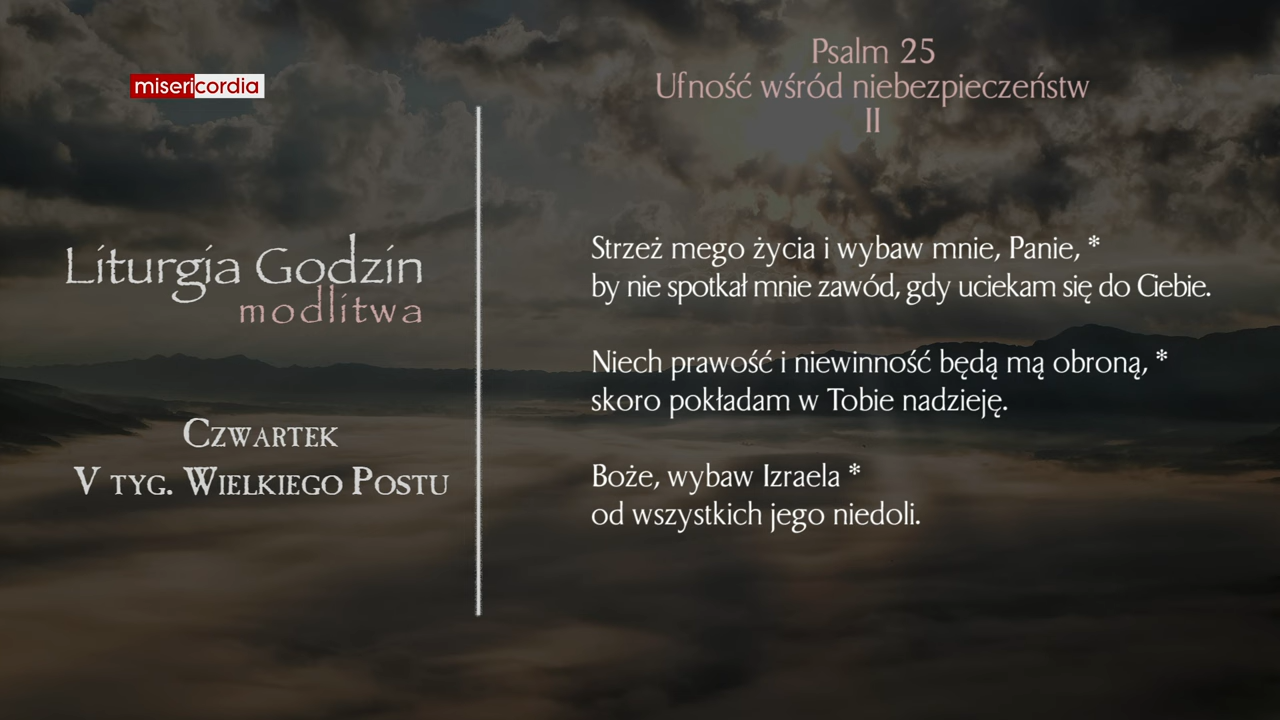 misericordia
Liturgia Godzin
modlitwa
Czwartek
V tyg. Wielkiego Postu
Psalm 25
Ufność wśród niebezpieczeństw
II
Strzeż mego życia i wybaw mnie, Panie, *
by nie spotkał mnie zawód, gdy uciekam się do Ciebie.
Niech prawość i niewinność będą mą obroną, *
skoro pokładam w Tobie nadzieję.
Boże, wybaw Izraela *
od wszystkich jego niedoli.